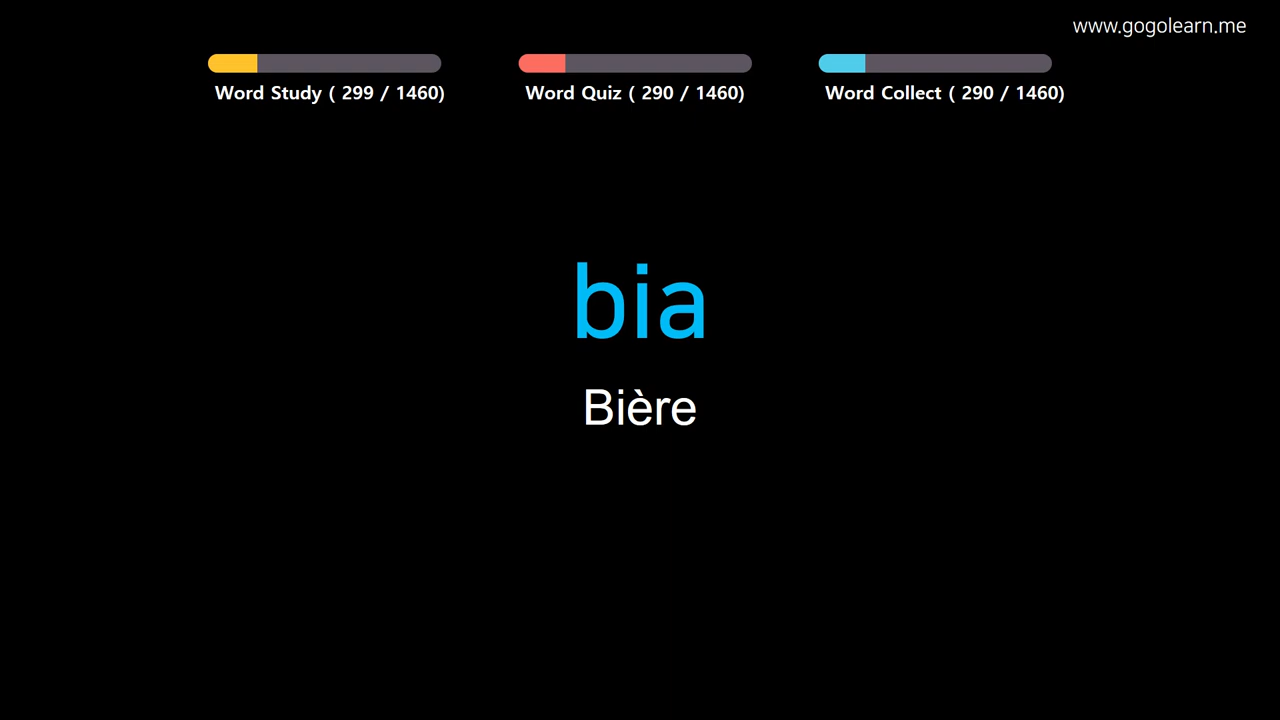 www.gogolearn.me
Word Study ( 299 / 1460)
Word Quiz ( 290 / 1460)
Word Collect ( 290 / 1460)
bia
Bière